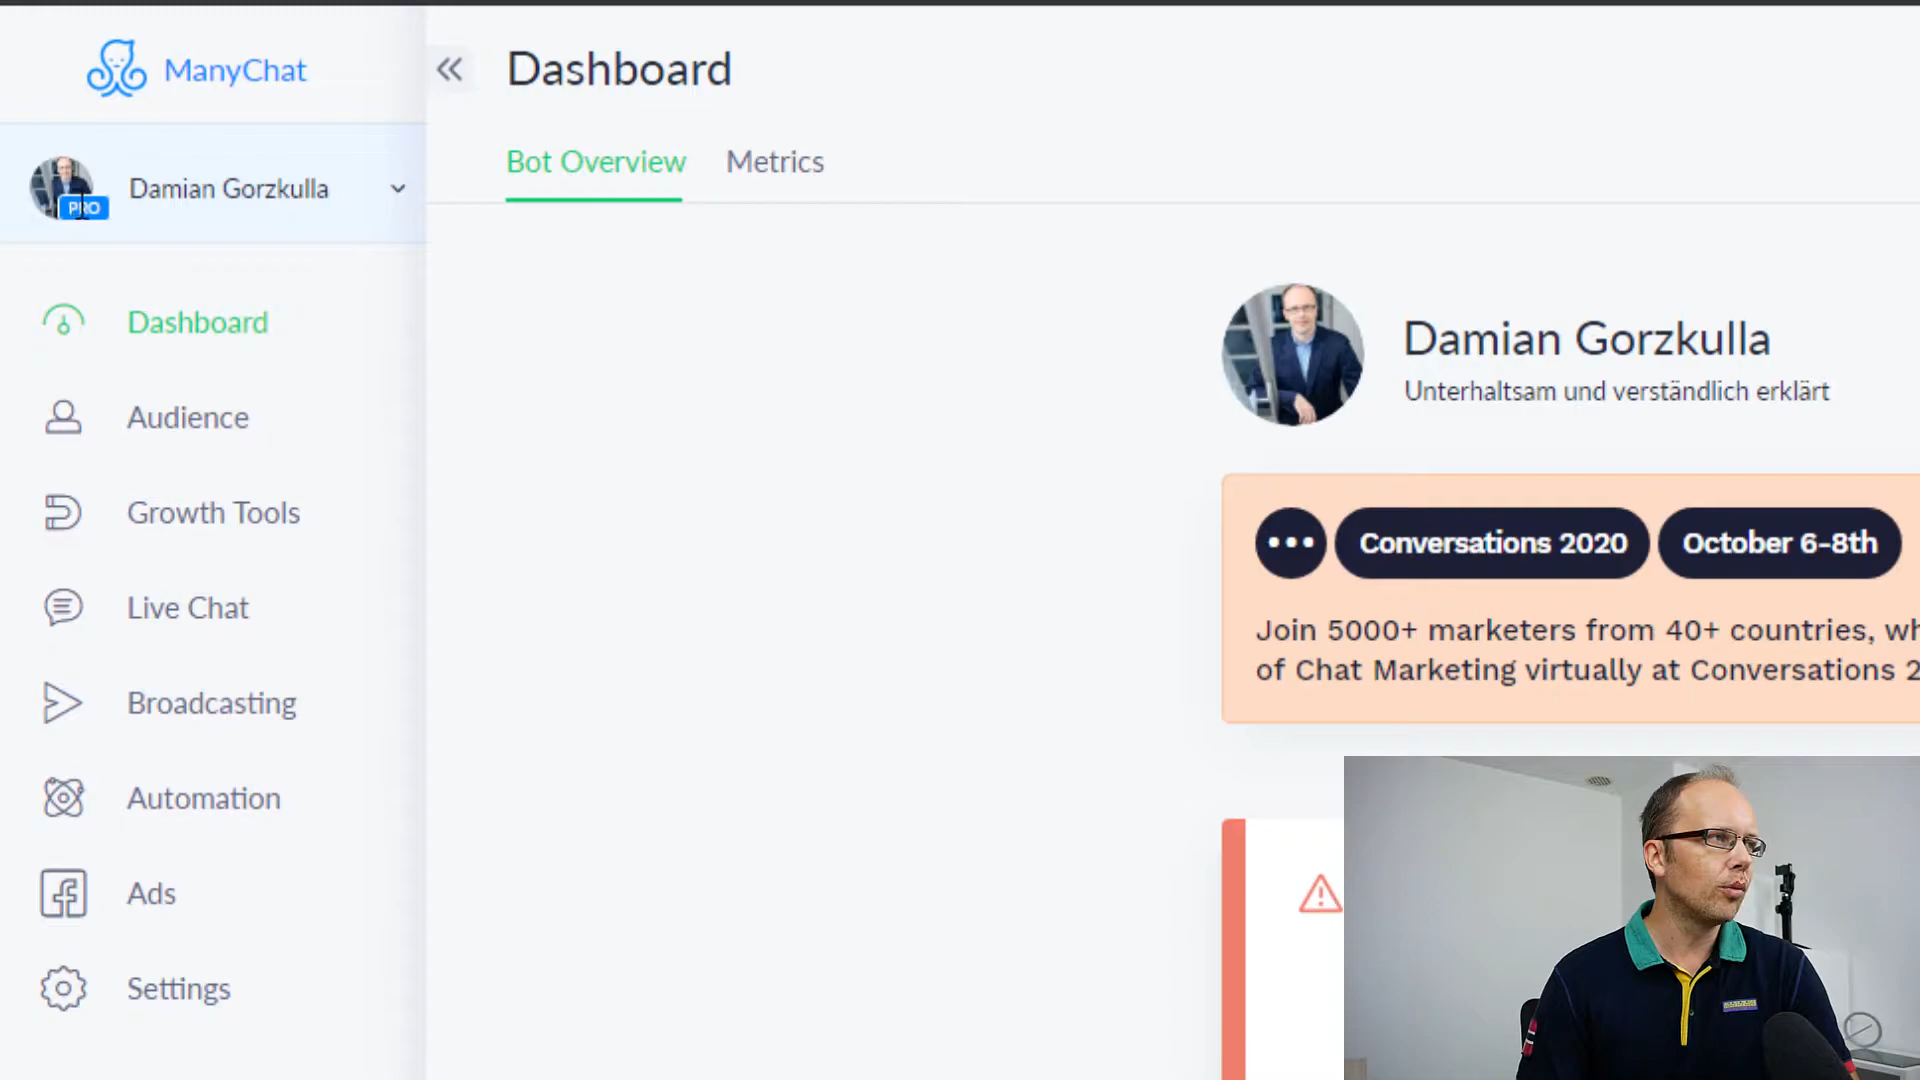 ManyChat
Dashboard
Bot Overview
Metrics
PRO
Damian Gorzkulla
Dashboard
Audience
Growth Tools
Live Chat
Broadcasting
Automation
Ads
Settings
Damian Gorzkulla
Unterhaltsam und verständlich erklärt
Conversations 2020
October 6-8th
Join 5000+ marketers from 40+ countries, wh
of Chat Marketing virtually at Conversations 2